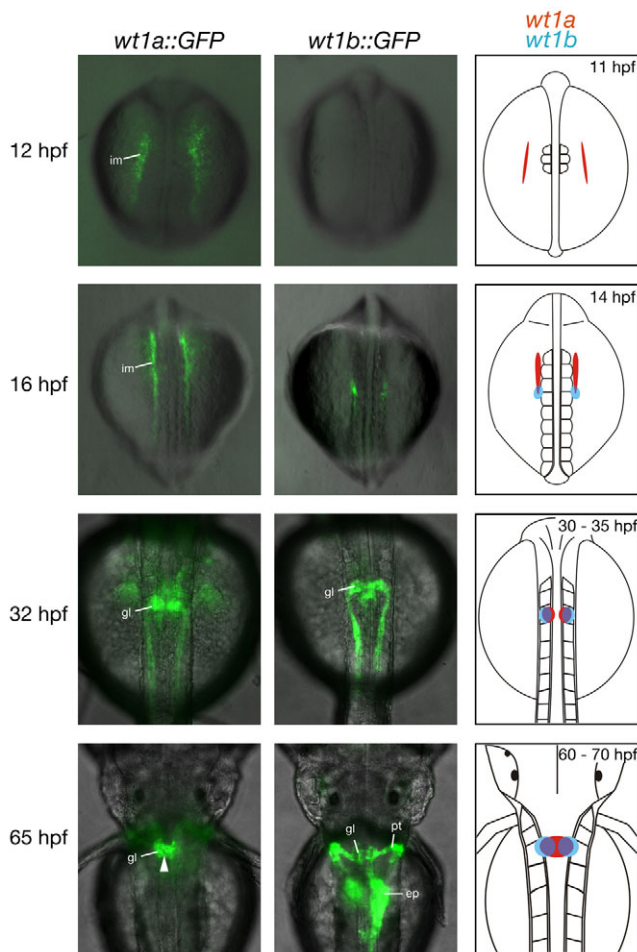 wt1a::GFP
wt1b::GFP
wt1a
wt1b
12 hpf
im
11 hpf
16 hpf
im
14 hpf
32 hpf
gl
gl
30 - 35 hpf
65 hpf
gl
gl
pt
ep
60 - 70 hpf